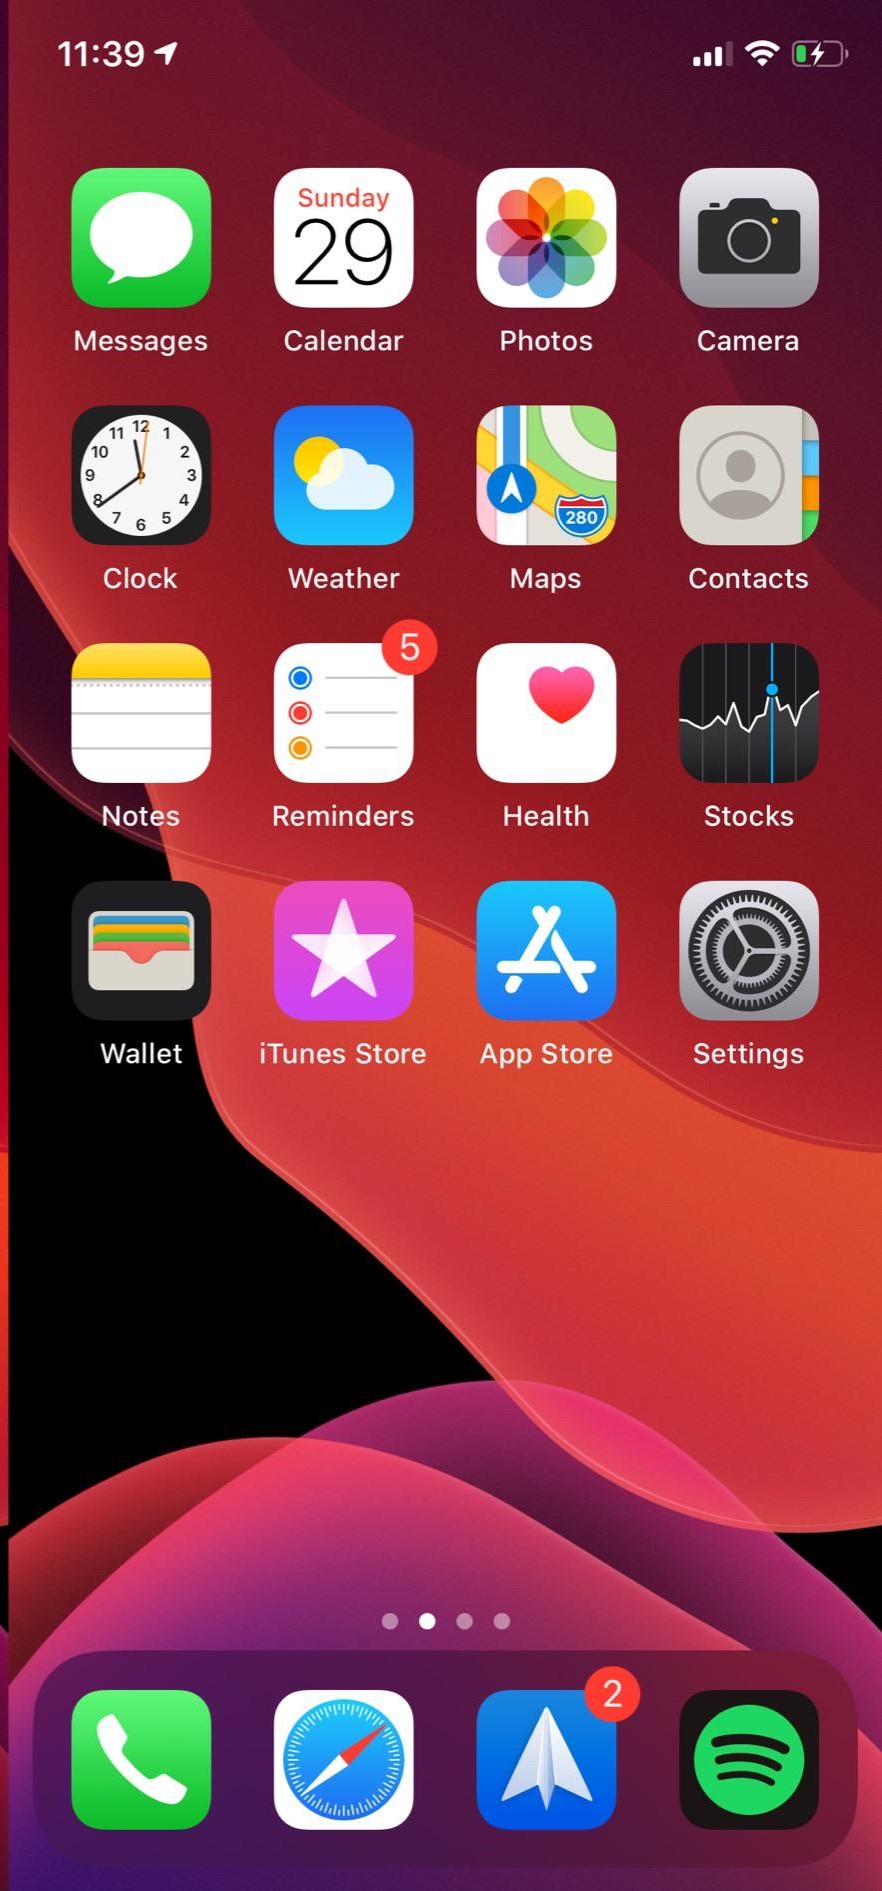 11:39
Sunday
29
Messages Calendar Photos Camera
12
11 1
10 2
9 3
8 4
7 5
6
280
Clock Weather Maps Contacts
5
Notes Reminders Health Stocks
Wallet iTunes Store App Store Settings
2